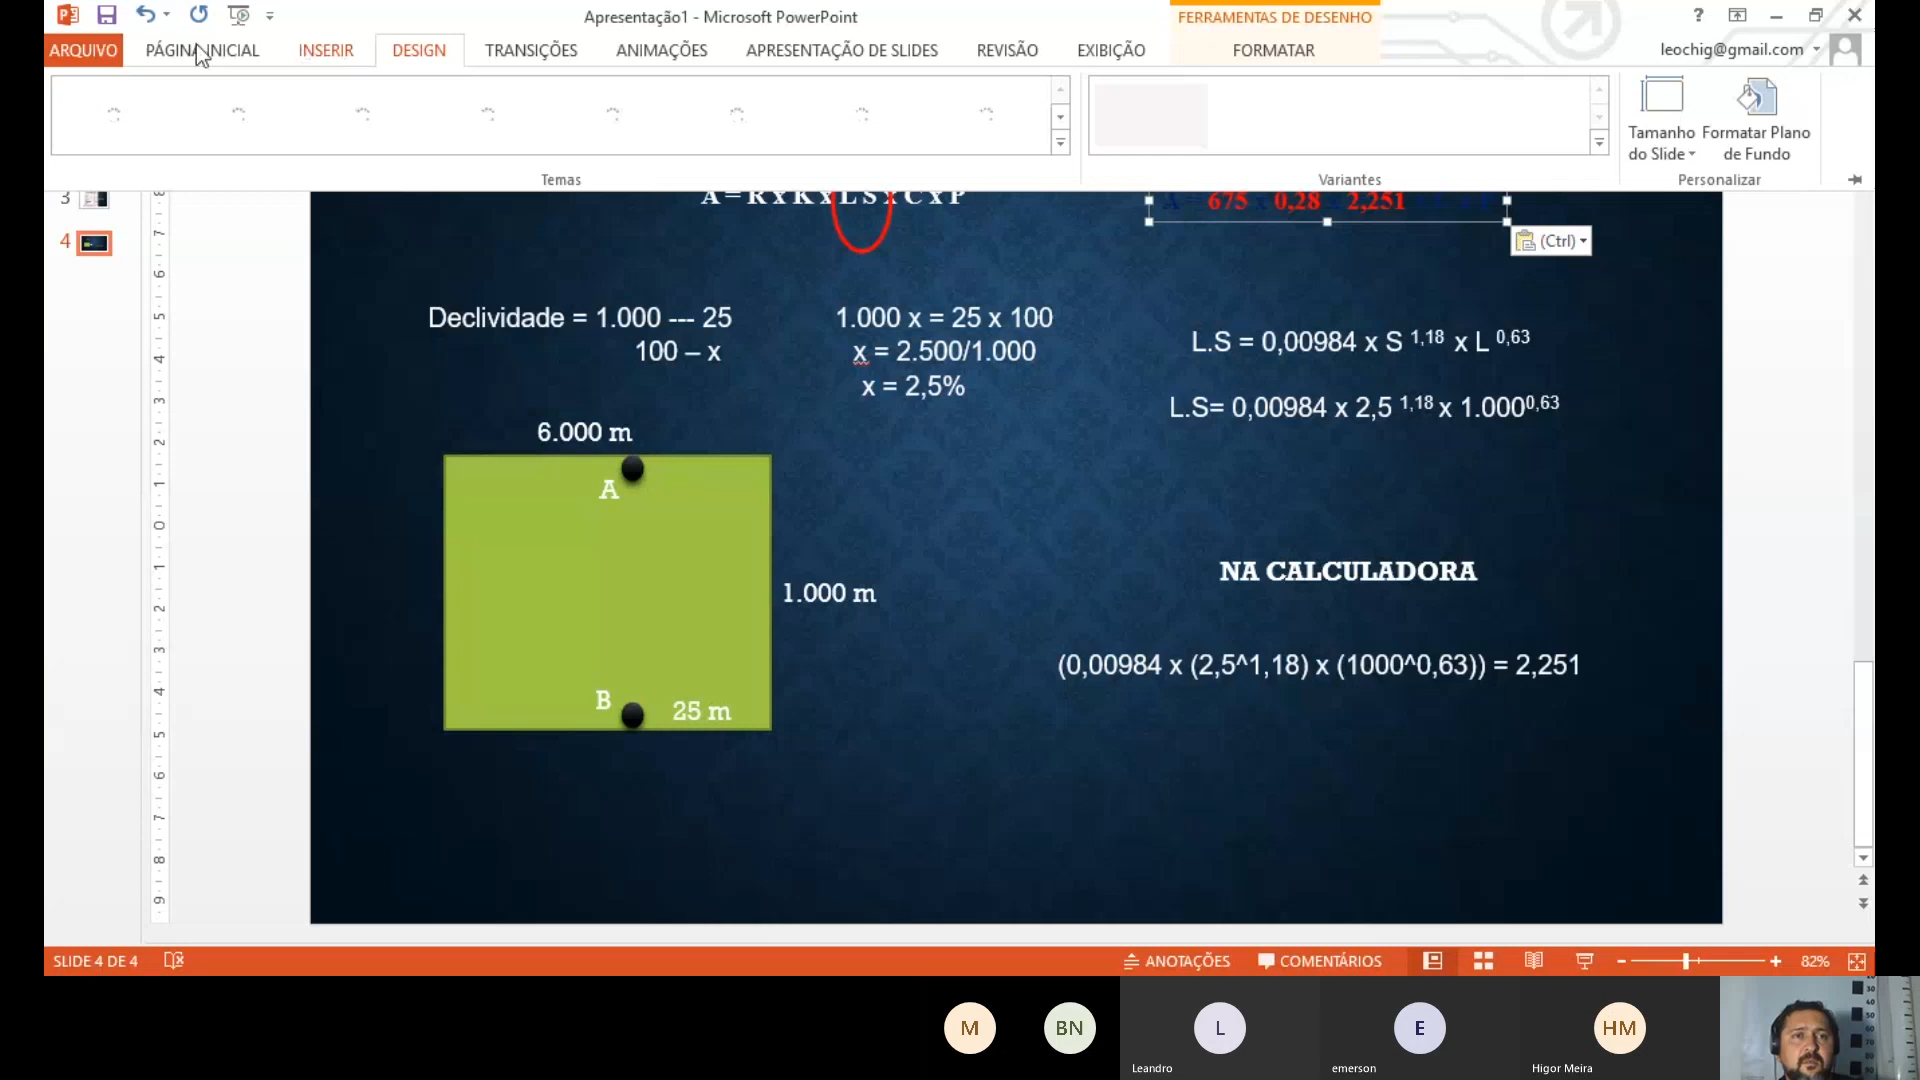 Apresentação1 - Microsoft PowerPoint
FERRAMENTAS DE DESENHO
?
ARQUIVO
PÁGINA INICIAL
INSERIR
DESIGN
TRANSIÇÕES
ANIMAÇÕES
APRESENTAÇÃO DE SLIDES
REVISÃO
EXIBIÇÃO
FORMATAR
leochig@gmail.com
Tamanho do Slide
Formatar Plano de Fundo
Temas
Variantes
Personalizar
3
4
A = R x K x L S x C x P
675 x 0,28 x 2,251
(Ctrl)
Declividade = 1.000 --- 25
100 – x
1.000 x = 25 x 100
x = 2.500/1.000
x = 2,5%
L.S = 0,00984 x S 1,18 x L 0,63
L.S= 0,00984 x 2,5 1,18 x 1.0000,63
6.000 m
A
1.000 m
B
25 m
NA CALCULADORA
(0,00984 x (2,5^1,18) x (1000^0,63)) = 2,251
SLIDE 4 DE 4
ANOTAÇÕES
COMENTÁRIOS
82%
M
BN
L
E
HM
Leandro
emerson
Higor Meira